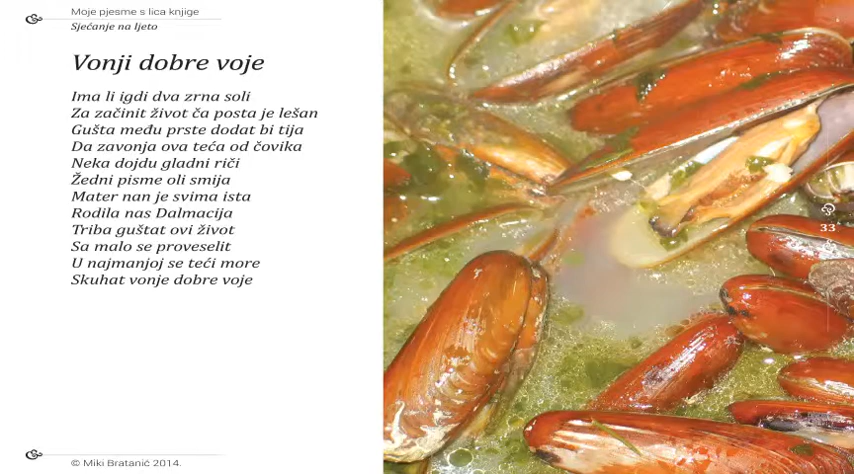 Moje pjesme s lica knjige
Sjećanje na ljeto
Vonji dobre voje
Ima li igdi dva zrna soli
Za začinit život ča posta je lešan
Gušta među prste dodat bi tija
Da zavonja ova teća od čovika
Neka dojdu gladni riči
Žedni pisme oli smija
Mater nan je svima ista
Rodila nas Dalmacija
Triba guštat ovi život
Sa malo se proveselit
U najmanjoj se teći more
Skuhat vonje dobre voje
33
© Miki Bratanić 2014.